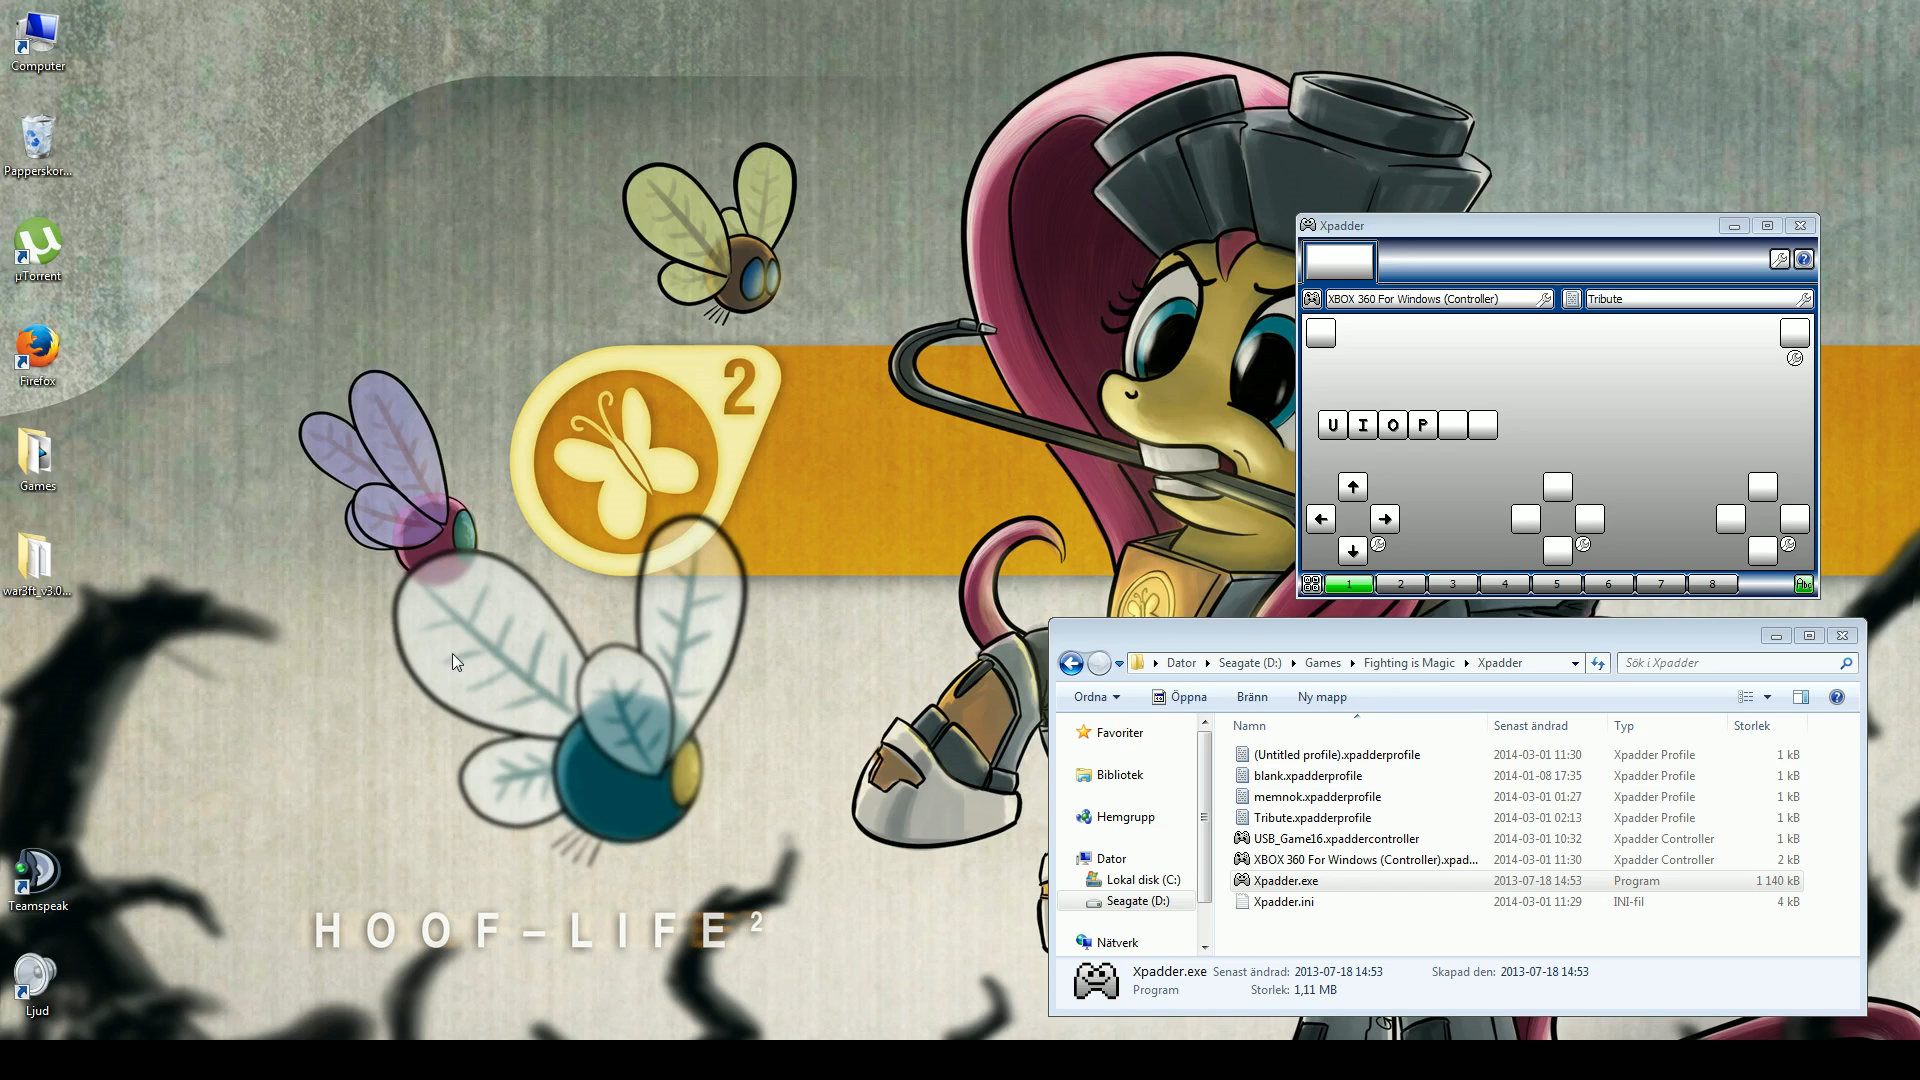 Computer
Papperskor...
µTorrent
Firefox
Games
war3ft_v3.0...
Teamspeak
Ljud
2
HOOF-LIFE²
Xpadder
XBOX 360 For Windows (Controller)
Tribute
U I O P
1 2 3 4 5 6 7 8 Abc
Dator Seagate (D:) Games Fighting is Magic Xpadder
Sök i Xpadder
Ordna Öppna Bränn Ny mapp
Favoriter
Bibliotek
Hemgrupp
Dator
Lokal disk (C:)
Seagate (D:)
Nätverk
Namn Senast ändrad Typ Storlek
(Untitled profile).xpadderprofile 2014-03-01 11:30 Xpadder Profile 1 kB
blank.xpadderprofile 2014-01-08 17:35 Xpadder Profile 1 kB
memnok.xpadderprofile 2014-03-01 01:27 Xpadder Profile 1 kB
Tribute.xpadderprofile 2014-03-01 02:13 Xpadder Profile 1 kB
USB_Game16.xpaddercontroller 2014-03-01 10:32 Xpadder Controller 1 kB
XBOX 360 For Windows (Controller).xpad... 2014-03-01 11:30 Xpadder Controller 2 kB
Xpadder.exe 2013-07-18 14:53 Program 1 140 kB
Xpadder.ini 2014-03-01 11:29 INI-fil 4 kB
Xpadder.exe Senast ändrad: 2013-07-18 14:53 Skapad den: 2013-07-18 14:53
Program Storlek: 1,11 MB